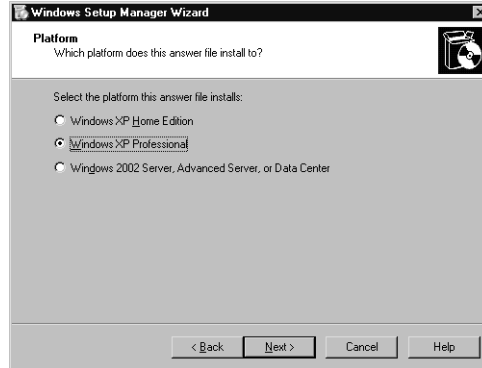 Windows Setup Manager Wizard
Platform
Which platform does this answer file install to?
Select the platform this answer file installs:
Windows XP Home Edition
Windows XP Professional
Windows 2002 Server, Advanced Server, or Data Center
< Back Next > Cancel Help